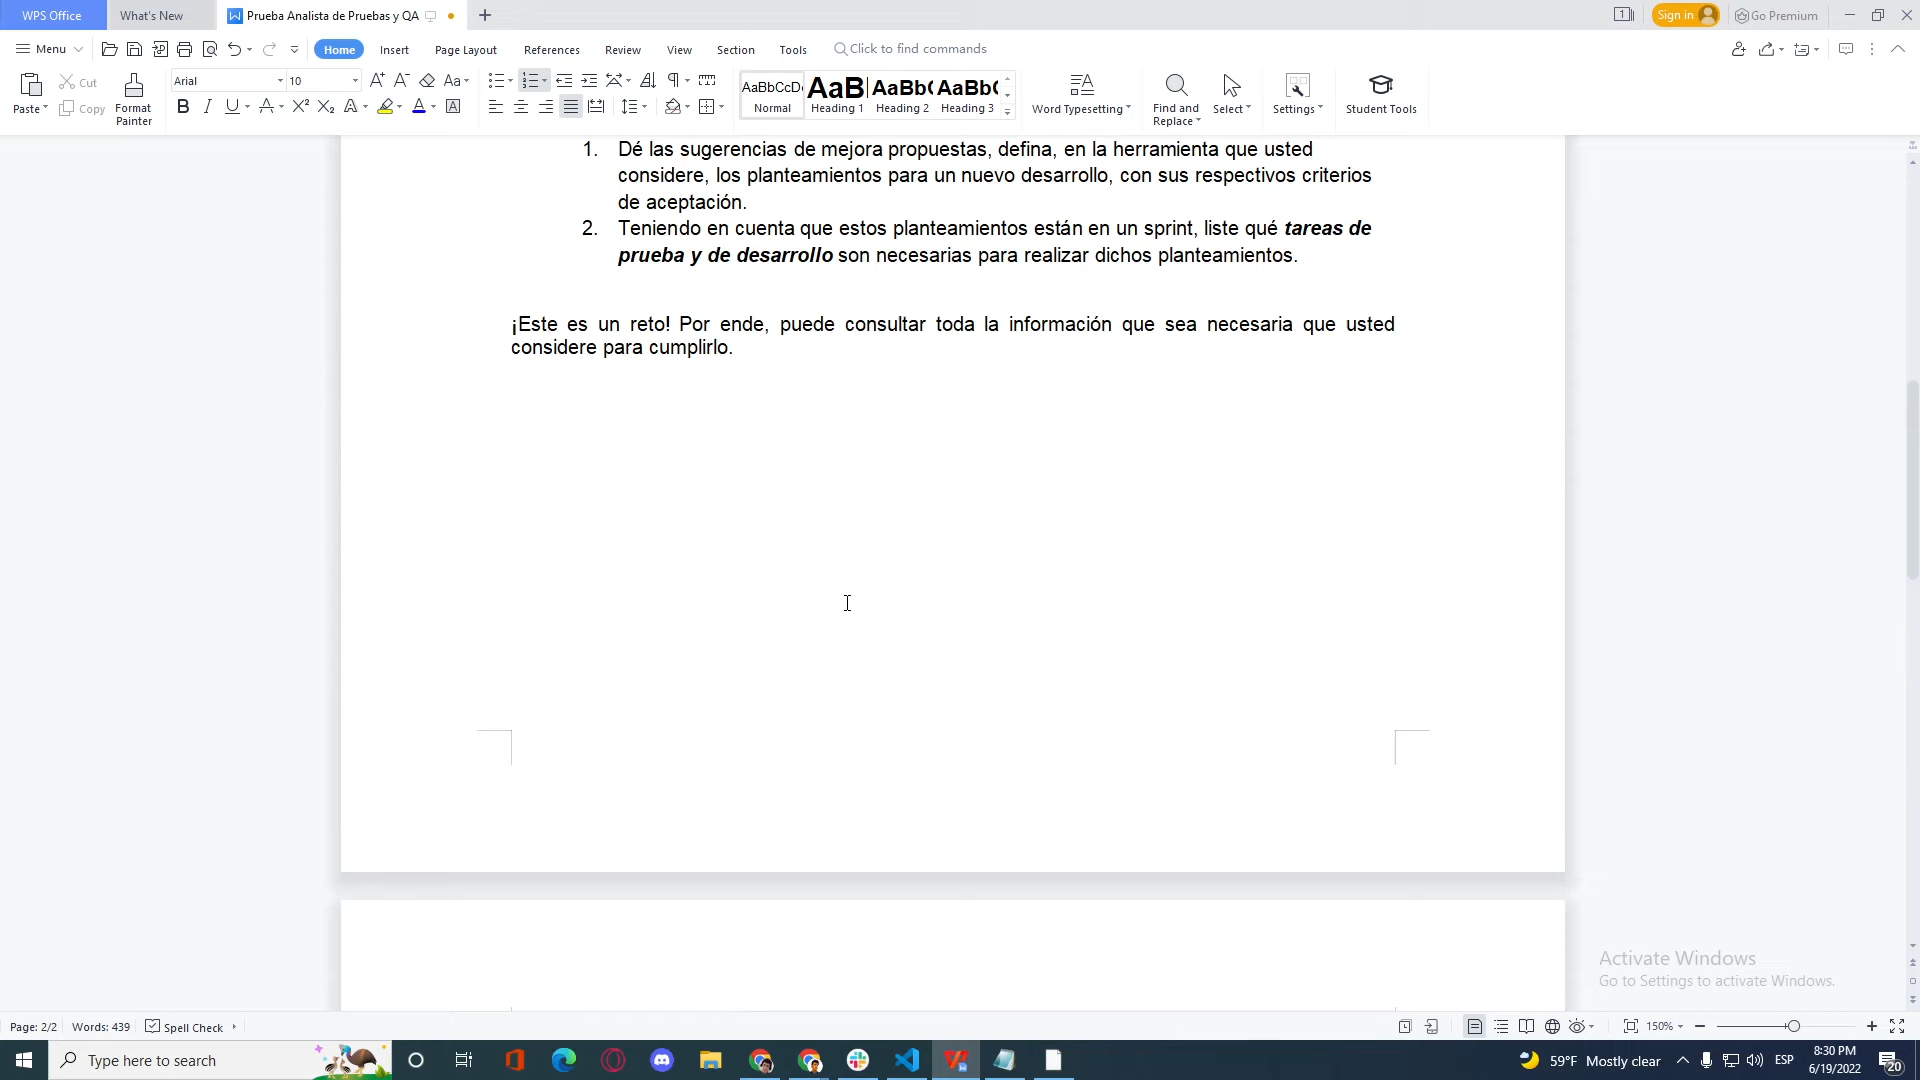 WPS Office
What's New
Prueba Analista de Pruebas y QA
1
Sign in
Go Premium
Menu
Home
Insert
Page Layout
References
Review
View
Section
Tools
Click to find commands
Paste
Cut
Copy
Format Painter
Arial
10
AaBbCcD
Normal
AaB
Heading 1
AaBb
Heading 2
AaBb
Heading 3
Word Typesetting
Find and Replace
Select
Settings
Student Tools
1. Dé las sugerencias de mejora propuestas, defina, en la herramienta que usted
considere, los planteamientos para un nuevo desarrollo, con sus respectivos criterios
de aceptación.
2. Teniendo en cuenta que estos planteamientos están en un sprint, liste qué tareas de
prueba y de desarrollo son necesarias para realizar dichos planteamientos.
¡Este es un reto! Por ende, puede consultar toda la información que sea necesaria que usted
considere para cumplirlo.
Activate Windows
Go to Settings to activate Windows.
Page: 2/2
Words: 439
Spell Check
150%
Type here to search
59°F Mostly clear
ESP
8:30 PM
6/19/2022
20